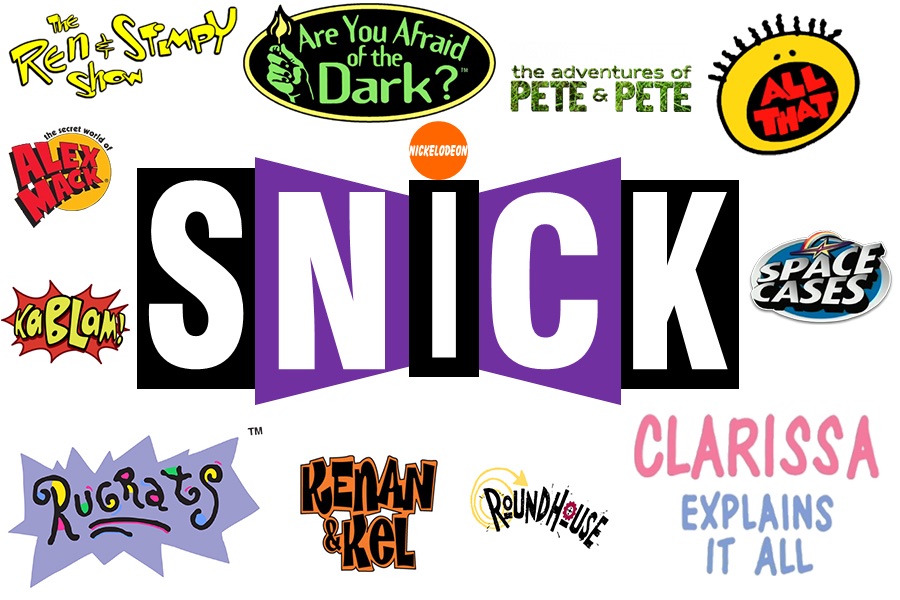 THE
REN & STIMPY
SHOW
Are You Afraid
of the
Dark?™
the adventures of
PETE & PETE
ALL
THAT
the secret world of
ALEX
MACK
NICKELODEON
SNICK
SPACE
CASES
KaBLam!
RUGRatS
TM
KENAN
& KEL
ROUNDHOUSE
CLARISSA
EXPLAINS
IT ALL